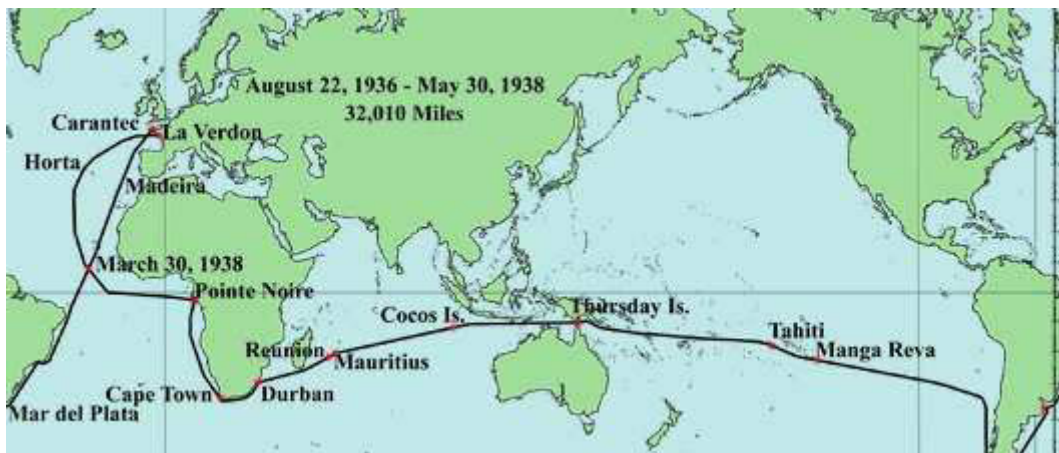 August 22, 1936 - May 30, 1938
32,010 Miles
Carantec
La Verdon
Horta
Madeira
March 30, 1938
Pointe Noire
Cocos Is.
Thursday Is.
Tahiti
Reunion
Mauritius
Manga Reva
Cape Town
Durban
Mar del Plata